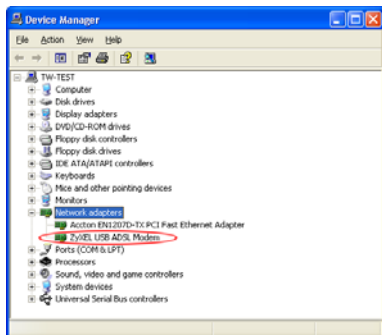 Device Manager
File Action View Help
TW-TEST
Computer
Disk drives
Display adapters
DVD/CD-ROM drives
Floppy disk controllers
Floppy disk drives
IDE ATA/ATAPI controllers
Keyboards
Mice and other pointing devices
Monitors
Network adapters
Accton EN1207D-TX PCI Fast Ethernet Adapter
ZyXEL USB ADSL Modem
Ports (COM & LPT)
Processors
Sound, video and game controllers
System devices
Universal Serial Bus controllers